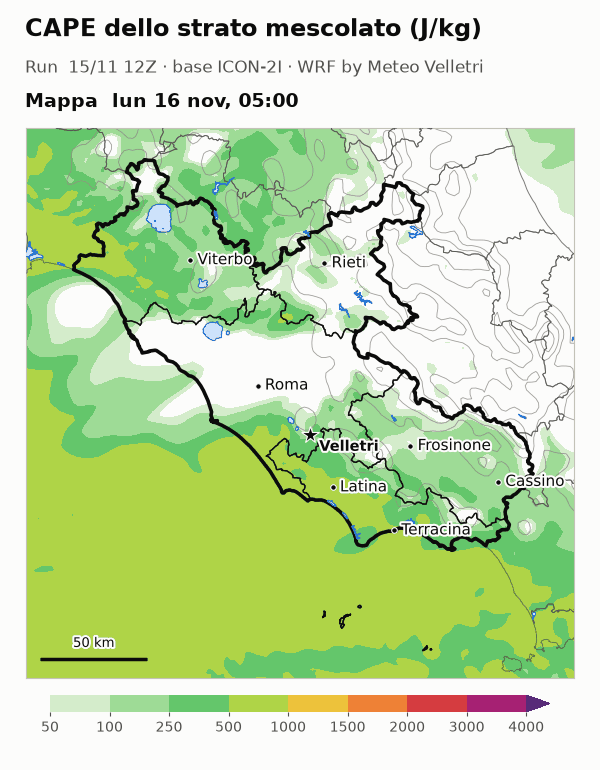 CAPE dello strato mescolato (J/kg)
Run 15/11 12Z · base ICON-2I · WRF by Meteo Velletri
Mappa lun 16 nov, 05:00
Viterbo
Rieti
Roma
Velletri
Frosinone
Cassino
Latina
Terracina
50 km
50 100 250 500 1000 1500 2000 3000 4000